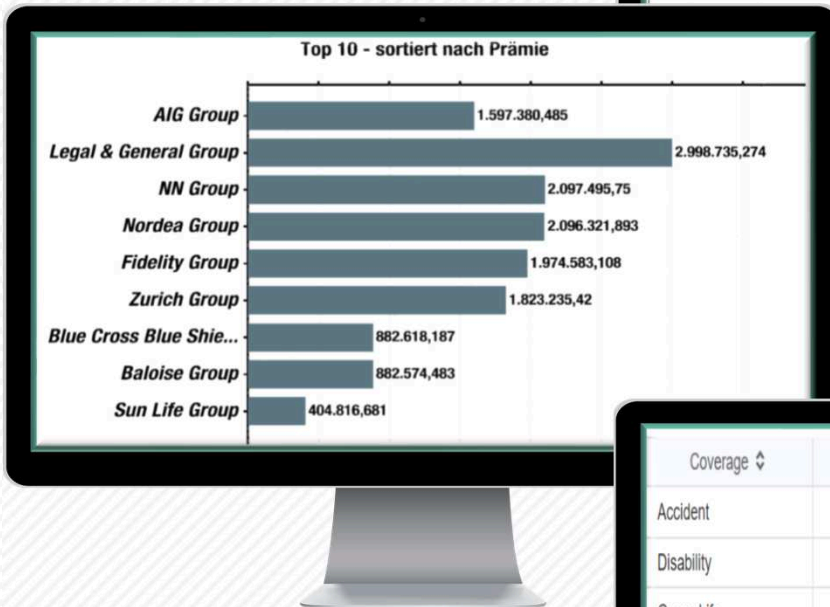 Top 10 - sortiert nach Prämie
AIG Group
1.597.380,485
Legal & General Group
2.998.735,274
NN Group
2.097.495,75
Nordea Group
2.096.321,893
Fidelity Group
1.974.583,108
Zurich Group
1.823.235,42
Blue Cross Blue Shie...
882.618,187
Baloise Group
882.574,483
Sun Life Group
404.816,681
Coverage
Accident
Disability